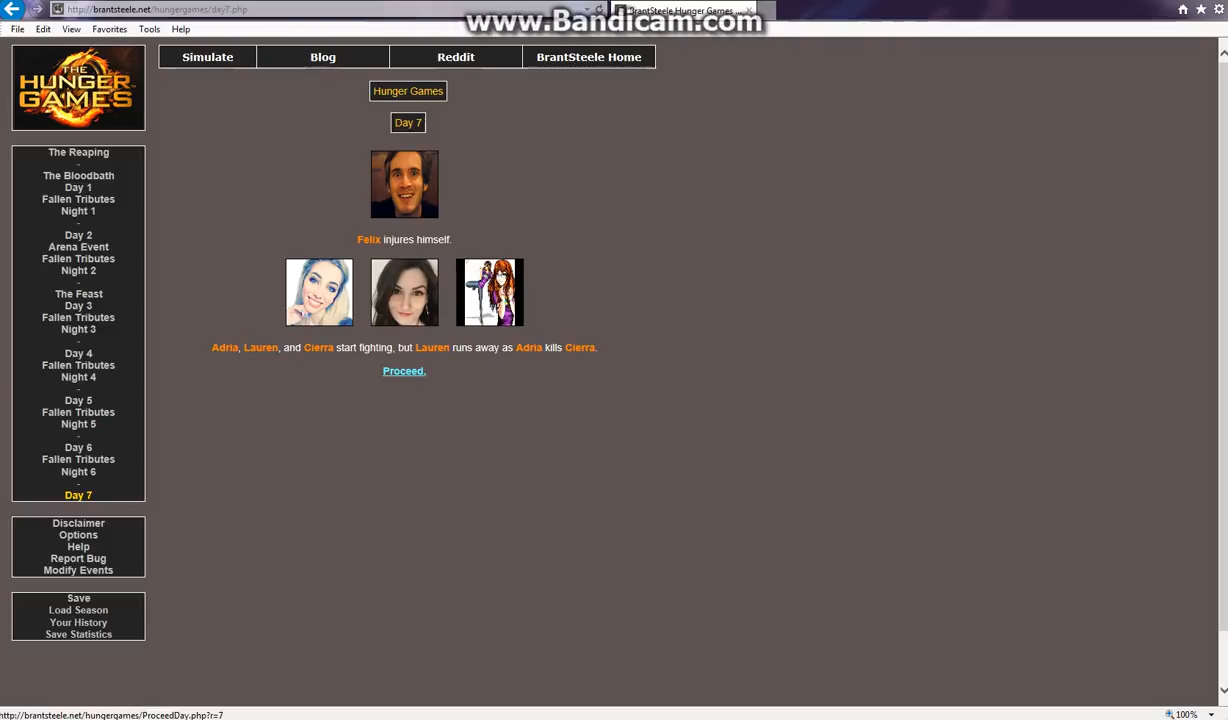 www.Bandicam.com
http://brantsteele.net/hungergames/day7.php
BrantSteele Hunger Games ...
File Edit View Favorites Tools Help
THE HUNGER GAMES
Simulate Blog Reddit BrantSteele Home
Hunger Games
Day 7
Felix injures himself.
Adria, Lauren, and Cierra start fighting, but Lauren runs away as Adria kills Cierra.
Proceed.
The Reaping
-
The Bloodbath
Day 1
Fallen Tributes
Night 1
-
Day 2
Arena Event
Fallen Tributes
Night 2
-
The Feast
Day 3
Fallen Tributes
Night 3
-
Day 4
Fallen Tributes
Night 4
-
Day 5
Fallen Tributes
Night 5
-
Day 6
Fallen Tributes
Night 6
-
Day 7
Disclaimer
Options
Help
Report Bug
Modify Events
Save
Load Season
Your History
Save Statistics
http://brantsteele.net/hungergames/ProceedDay.php?r=7
100%